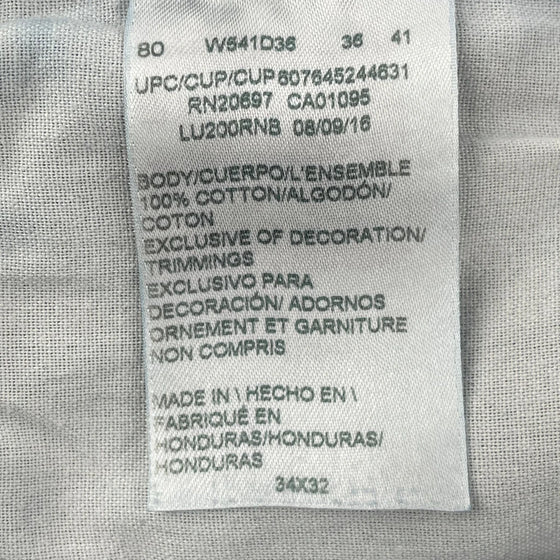 80 W541D36 36 41
UPC/CUP/CUP607645244631
RN20697 CA01095
LU200RNB 08/09/16
BODY/CUERPO/L'ENSEMBLE
100% COTTON/ALGODÓN/
COTON
EXCLUSIVE OF DECORATION/
TRIMMINGS
EXCLUSIVO PARA
DECORACIÓN/ ADORNOS
ORNEMENT ET GARNITURE
NON COMPRIS
MADE IN \ HECHO EN \
FABRIQUÉ EN
HONDURAS/HONDURAS/
HONDURAS
34X32